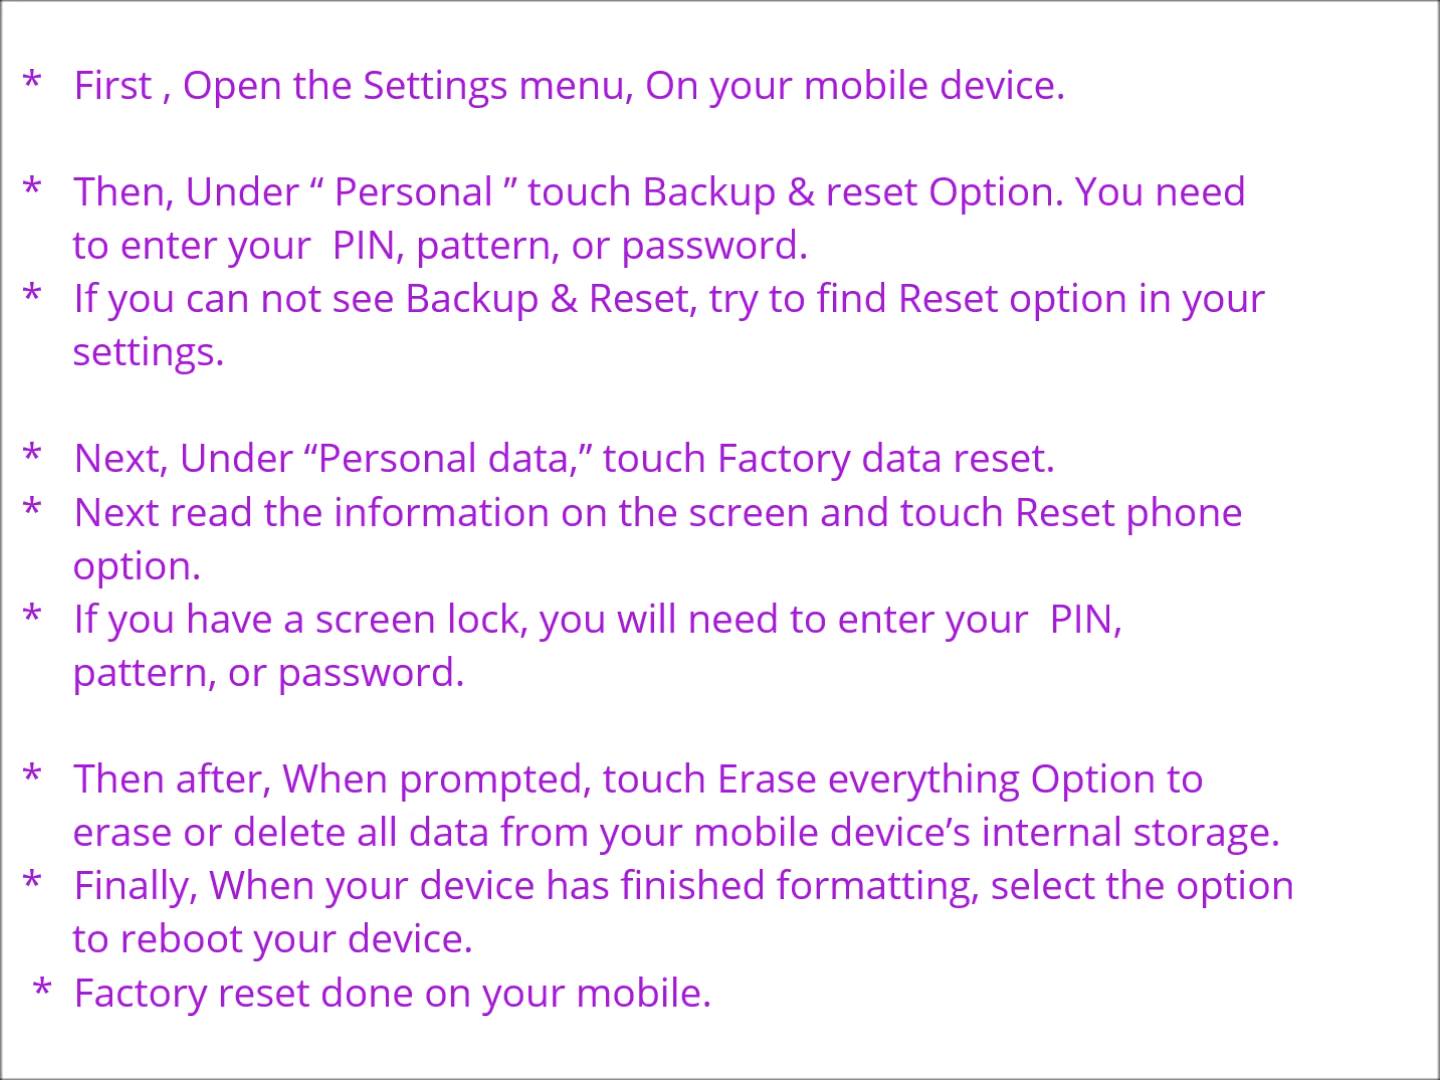 * First , Open the Settings menu, On your mobile device.
* Then, Under “ Personal ” touch Backup & reset Option. You need
to enter your  PIN, pattern, or password.
* If you can not see Backup & Reset, try to find Reset option in your
settings.
* Next, Under “Personal data,” touch Factory data reset.
* Next read the information on the screen and touch Reset phone
option.
* If you have a screen lock, you will need to enter your  PIN,
pattern, or password.
* Then after, When prompted, touch Erase everything Option to
erase or delete all data from your mobile device’s internal storage.
* Finally, When your device has finished formatting, select the option
to reboot your device.
* Factory reset done on your mobile.